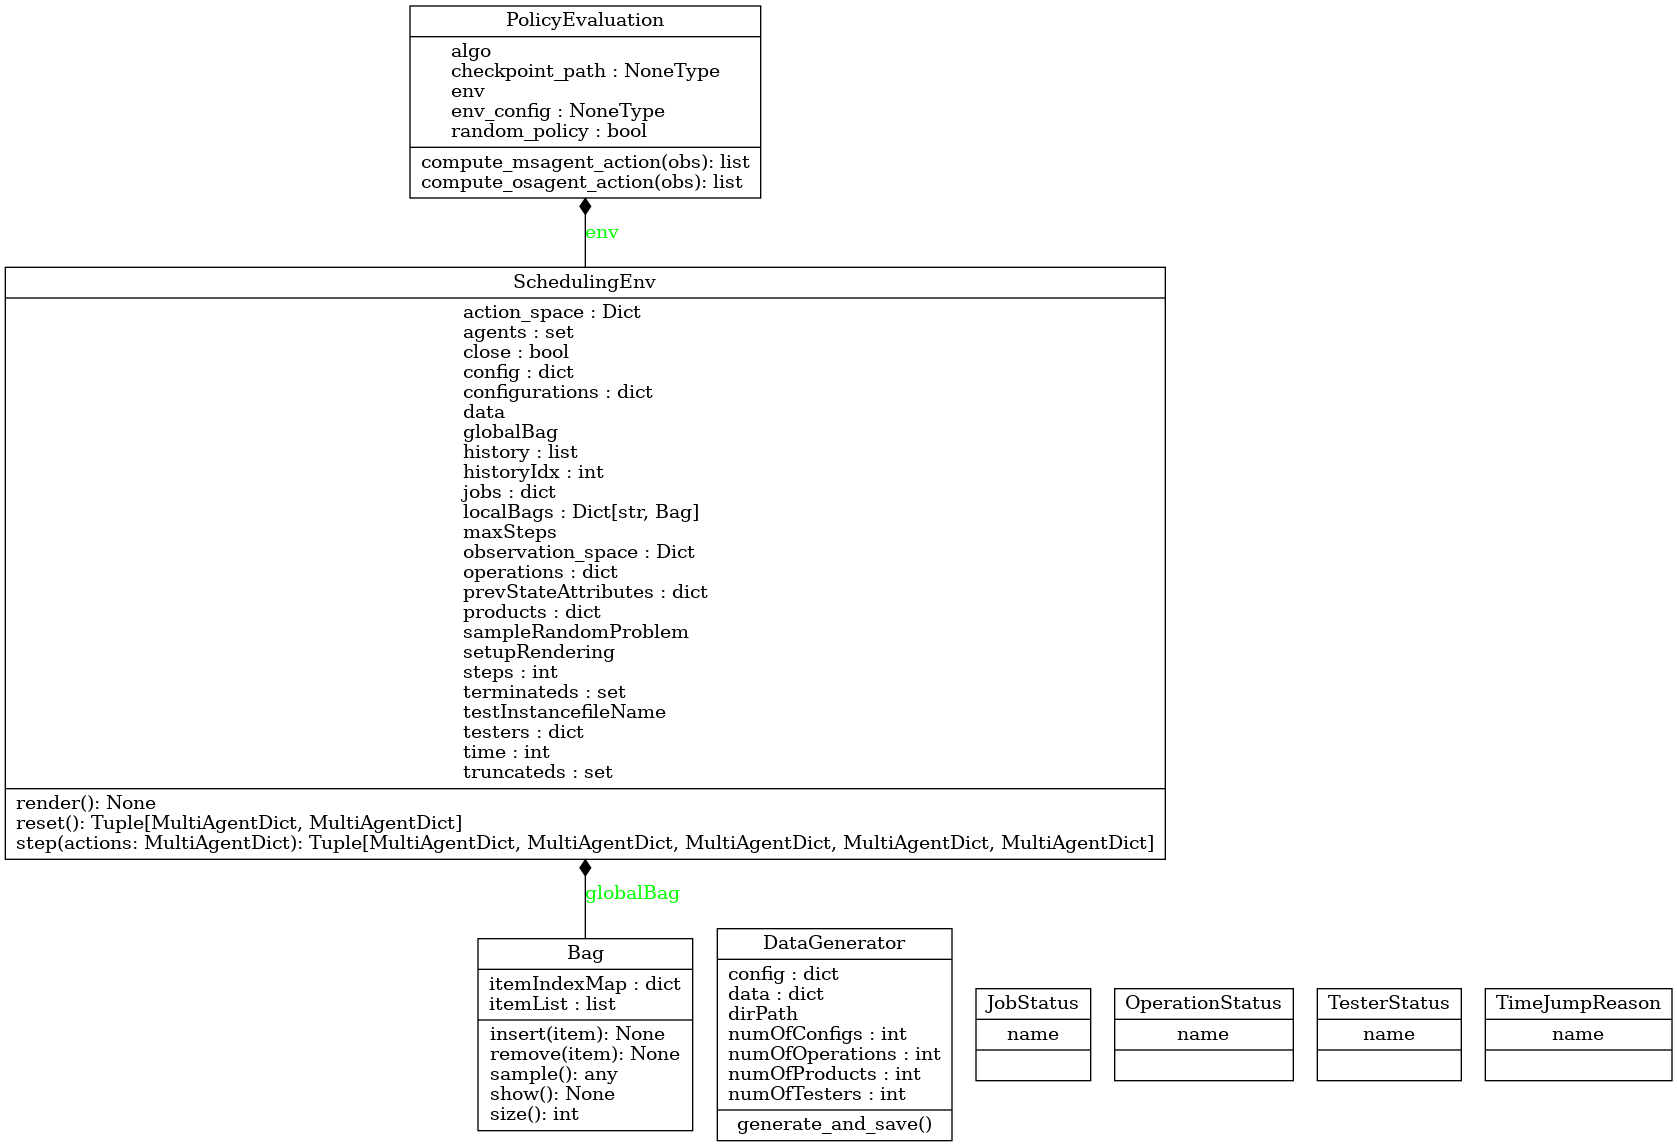 PolicyEvaluation
algo
checkpoint_path : NoneType
env
env_config : NoneType
random_policy : bool
compute_msagent_action(obs): list
compute_osagent_action(obs): list
env
SchedulingEnv
action_space : Dict
agents : set
close : bool
config : dict
configurations : dict
data
globalBag
history : list
historyIdx : int
jobs : dict
localBags : Dict[str, Bag]
maxSteps
observation_space : Dict
operations : dict
prevStateAttributes : dict
products : dict
sampleRandomProblem
setupRendering
steps : int
terminateds : set
testInstancefileName
testers : dict
time : int
truncateds : set
render(): None
reset(): Tuple[MultiAgentDict, MultiAgentDict]
step(actions: MultiAgentDict): Tuple[MultiAgentDict, MultiAgentDict, MultiAgentDict, MultiAgentDict, MultiAgentDict]
globalBag
Bag
itemIndexMap : dict
itemList : list
insert(item): None
remove(item): None
sample(): any
show(): None
size(): int
DataGenerator
config : dict
data : dict
dirPath
numOfConfigs : int
numOfOperations : int
numOfProducts : int
numOfTesters : int
generate_and_save()
JobStatus
name
OperationStatus
name
TesterStatus
name
TimeJumpReason
name